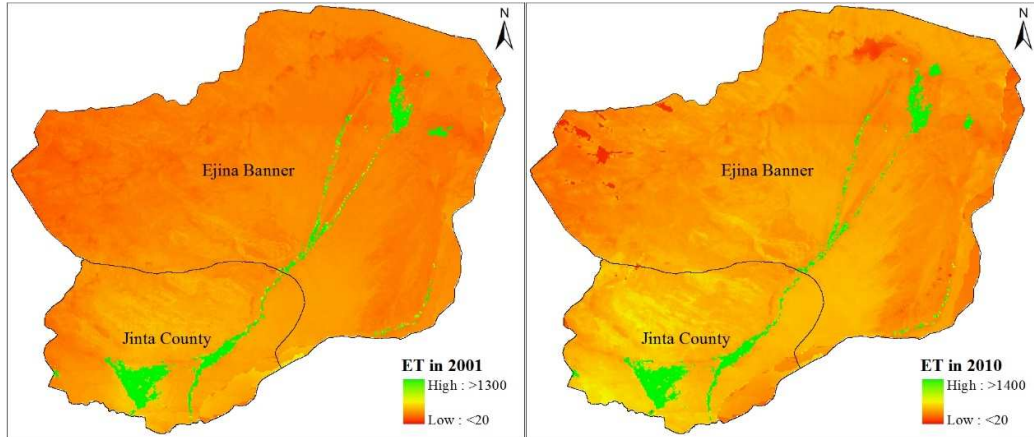 N
Ejina Banner
Jinta County
ET in 2001
High : >1300
Low : <20
N
Ejina Banner
Jinta County
ET in 2010
High : >1400
Low : <20